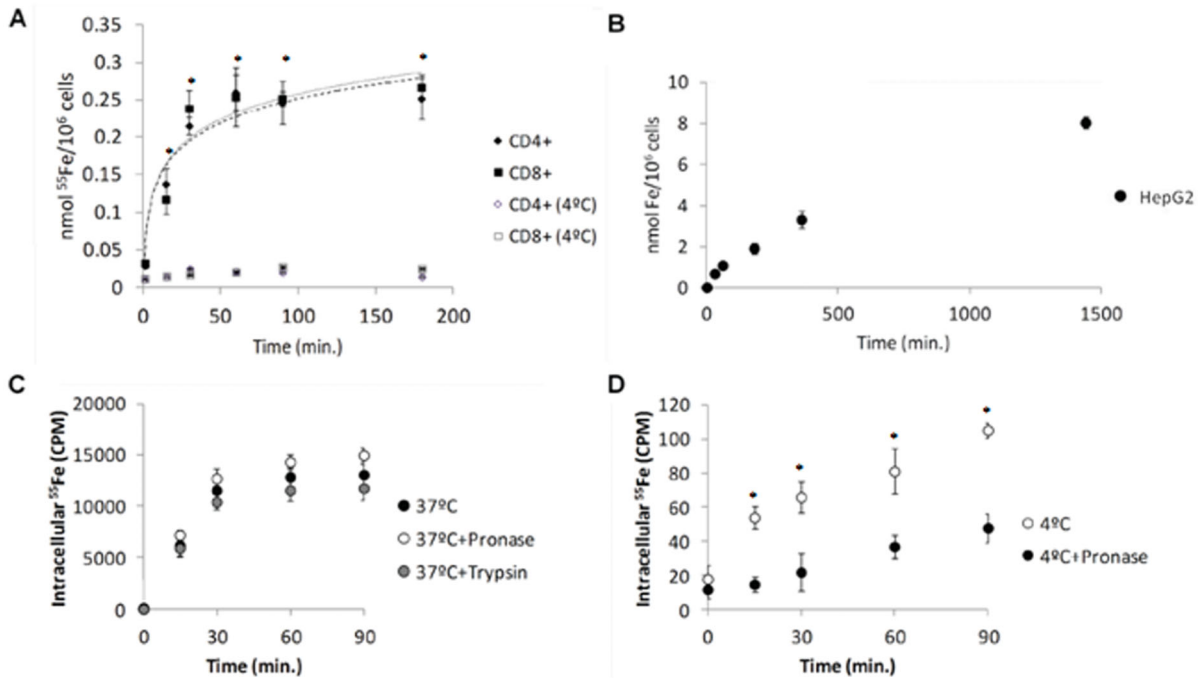 A
0.35
0.3
0.25
0.2
0.15
0.1
0.05
0
nmol ⁵⁵Fe/10⁶ cells
0 50 100 150 200
Time (min.)
CD4+
CD8+
CD4+ (4ºC)
CD8+ (4ºC)
B
10
8
6
4
2
0
nmol Fe/10⁶ cells
0 500 1000 1500
Time (min.)
HepG2
C
20000
15000
10000
5000
0
Intracellular ⁵⁵Fe (CPM)
0 30 60 90
Time (min.)
37ºC
37ºC+Pronase
37ºC+Trypsin
D
120
100
80
60
40
20
0
Intracellular ⁵⁵Fe (CPM)
0 30 60 90
Time (min.)
4ºC
4ºC+Pronase